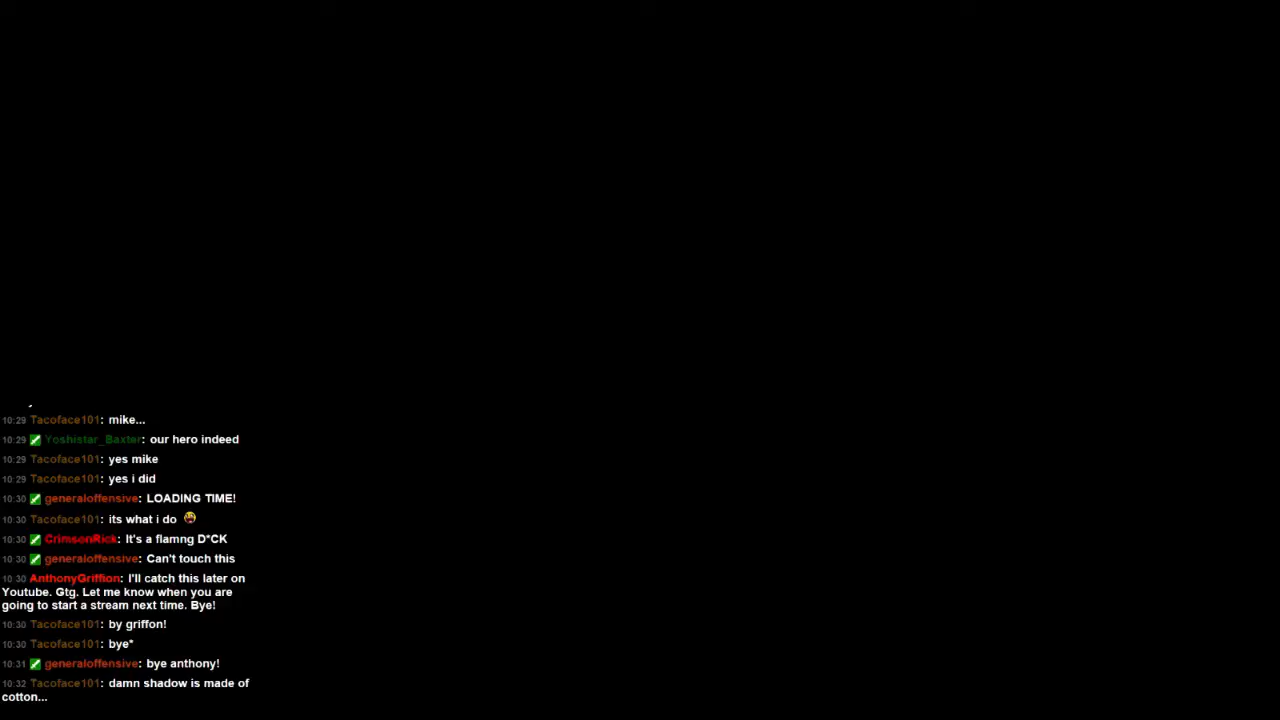 10:29 Tacoface101: mike...
10:29 Yoshistar_Baxter: our hero indeed
10:29 Tacoface101: yes mike
10:29 Tacoface101: yes i did
10:30 generaloffensive: LOADING TIME!
10:30 Tacoface101: its what i do
10:30 CrimsonRick: It's a flamng D*CK
10:30 generaloffensive: Can't touch this
10:30 AnthonyGriffion: I'll catch this later on
Youtube. Gtg. Let me know when you are
going to start a stream next time. Bye!
10:30 Tacoface101: by griffon!
10:30 Tacoface101: bye*
10:31 generaloffensive: bye anthony!
10:32 Tacoface101: damn shadow is made of
cotton...